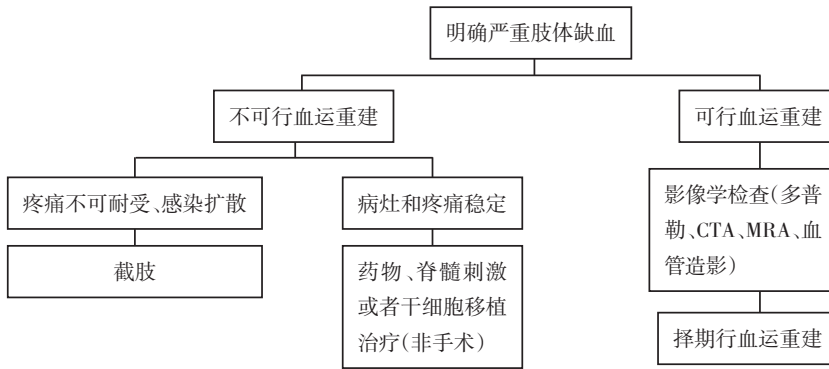 明确严重肢体缺血
不可行血运重建
可行血运重建
疼痛不可耐受、感染扩散
病灶和疼痛稳定
影像学检查(多普
勒、CTA、MRA、血
管造影)
截肢
药物、脊髓刺激
或者干细胞移植
治疗(非手术)
择期行血运重建